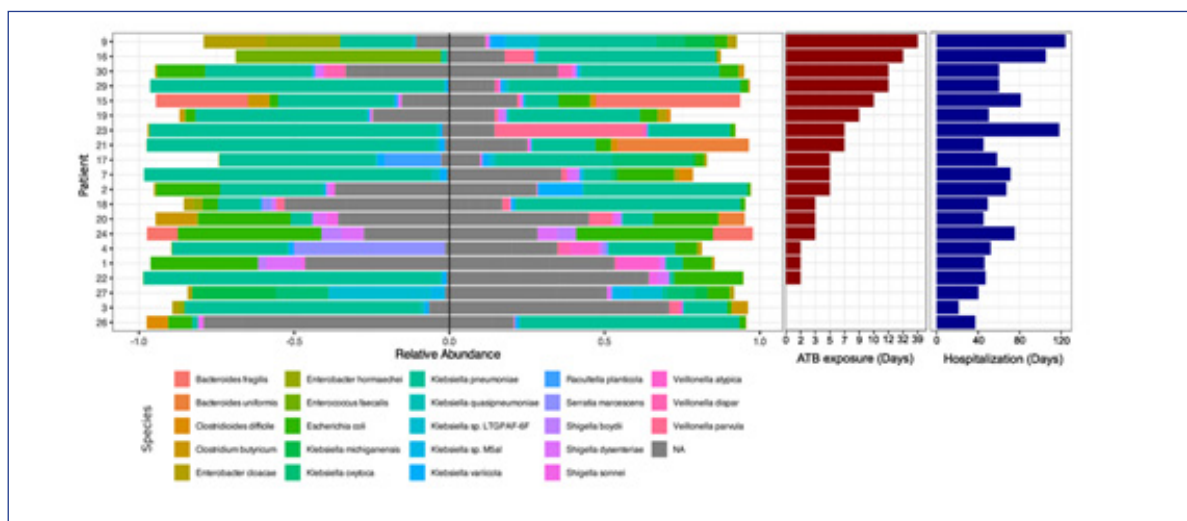 9
16
30
29
15
19
23
21
17
7
2
18
20
24
4
1
22
27
3
26
Patient
-1.0 -0.5 0.0 0.5 1.0
Relative Abundance
0 2 3 5 7 9 10 12 32 39
ATB exposure (Days)
0 40 80 120
Hospitalization (Days)
Species
Bacteroides fragilis
Bacteroides uniformis
Clostridioides difficile
Clostridium butyricum
Enterobacter cloacae
Enterobacter hormaechei
Enterococcus faecalis
Escherichia coli
Klebsiella michiganensis
Klebsiella oxytoca
Klebsiella pneumoniae
Klebsiella quasipneumoniae
Klebsiella sp. LTGPAF-6F
Klebsiella sp. M5al
Klebsiella variicola
Raoultella planticola
Serratia marcescens
Shigella boydii
Shigella dysenteriae
Shigella sonnei
Veillonella atypica
Veillonella dispar
Veillonella parvula
NA